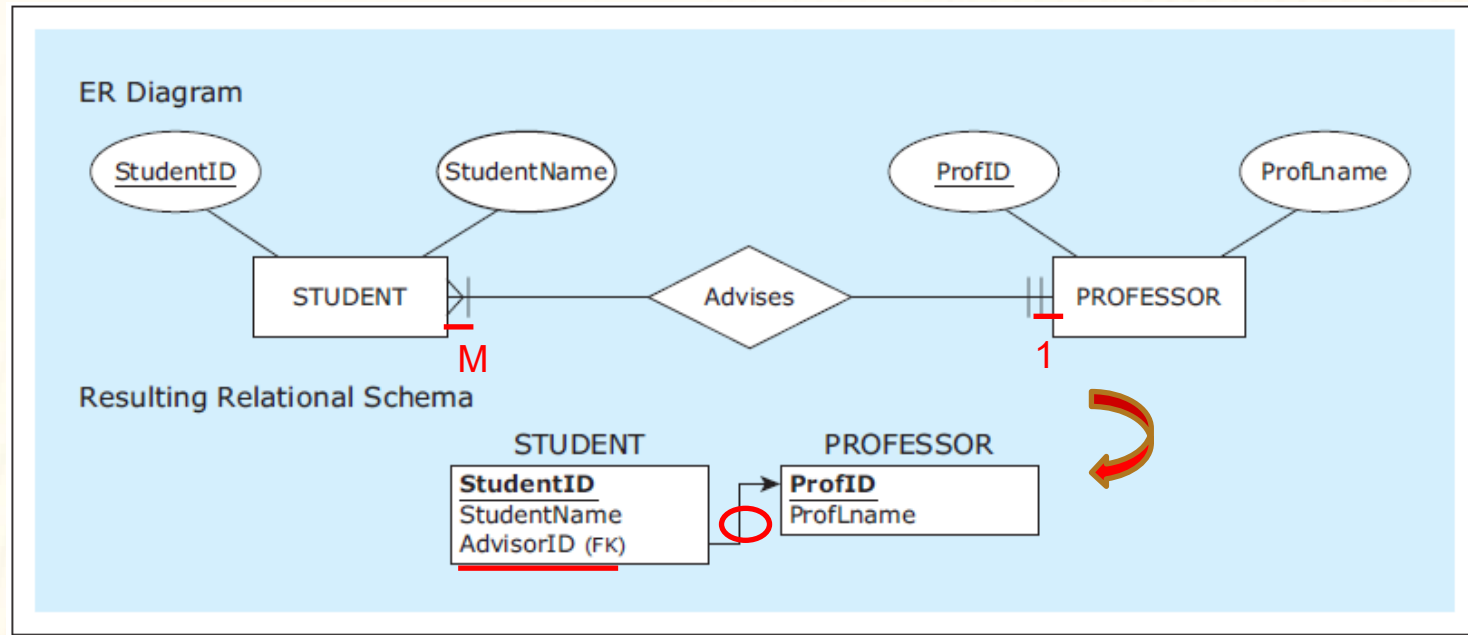 ER Diagram
StudentID
StudentName
ProfID
ProfLname
STUDENT
Advises
PROFESSOR
M
1
Resulting Relational Schema
STUDENT
StudentID
StudentName
AdvisorID (FK)
PROFESSOR
ProfID
ProfLname